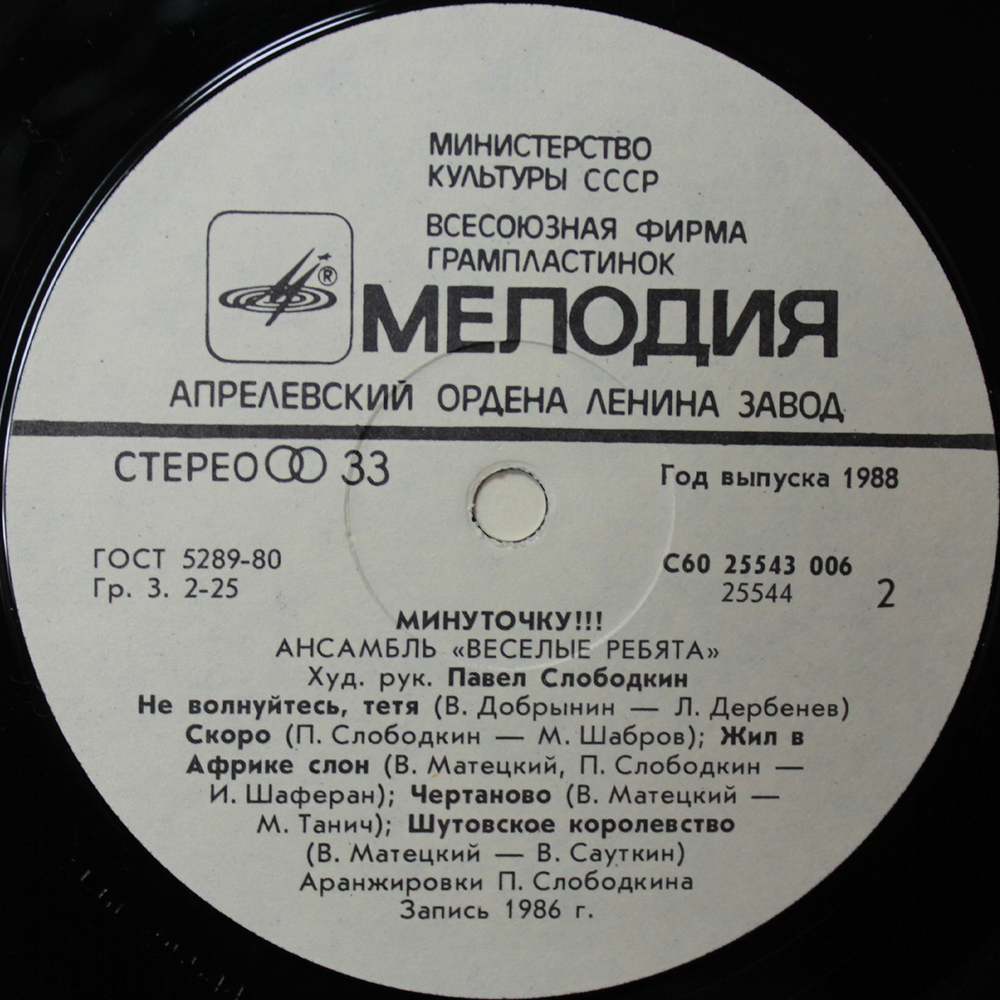 МИНИСТЕРСТВО
КУЛЬТУРЫ СССР
ВСЕСОЮЗНАЯ ФИРМА
ГРАМПЛАСТИНОК
®
МЕЛОДИЯ
АПРЕЛЕВСКИЙ ОРДЕНА ЛЕНИНА ЗАВОД
СТЕРЕО 33
Год выпуска 1988
ГОСТ 5289-80
Гр. 3. 2-25
С60 25543 006
25544
2
МИНУТОЧКУ!!!
АНСАМБЛЬ «ВЕСЕЛЫЕ РЕБЯТА»
Худ. рук. Павел Слободкин
Не волнуйтесь, тетя (В. Добрынин — Л. Дербенев)
Скоро (П. Слободкин — М. Шабров); Жил в
Африке слон (В. Матецкий, П. Слободкин —
И. Шаферан); Чертаново (В. Матецкий —
М. Танич); Шутовское королевство
(В. Матецкий — В. Сауткин)
Аранжировки П. Слободкина
Запись 1986 г.